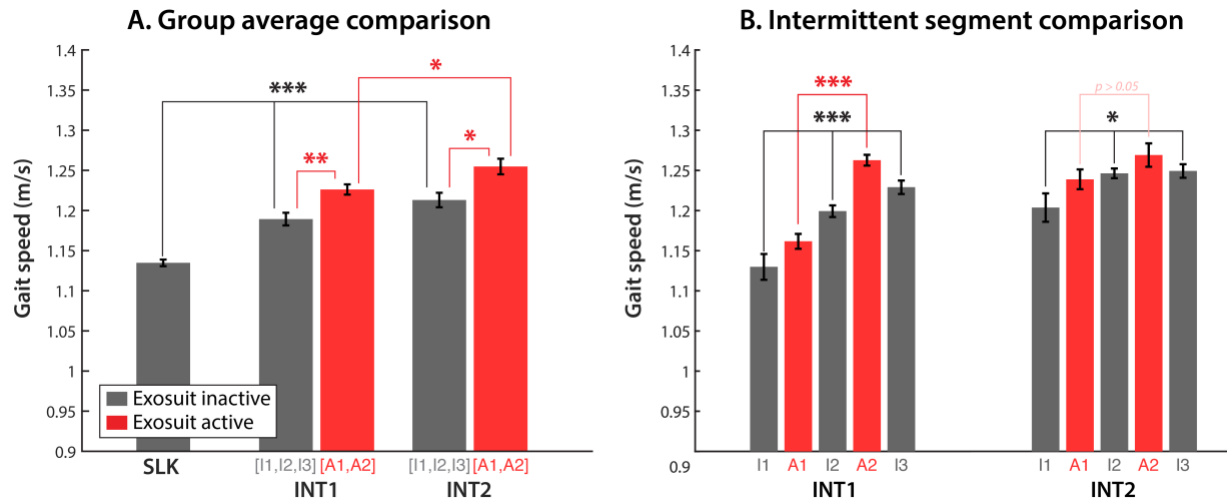 A. Group average comparison
Gait speed (m/s)
1.4
1.35
1.3
1.25
1.2
1.15
1.1
1.05
1
0.95
0.9
***
*
**
*
Exosuit inactive
Exosuit active
SLK
[I1,I2,I3] [A1,A2]
[I1,I2,I3] [A1,A2]
INT1
INT2
B. Intermittent segment comparison
Gait speed (m/s)
1.4
1.35
1.3
1.25
1.2
1.15
1.1
1.05
1
0.95
0.9
***
***
p > 0.05
*
I1 A1 I2 A2 I3
I1 A1 I2 A2 I3
INT1
INT2